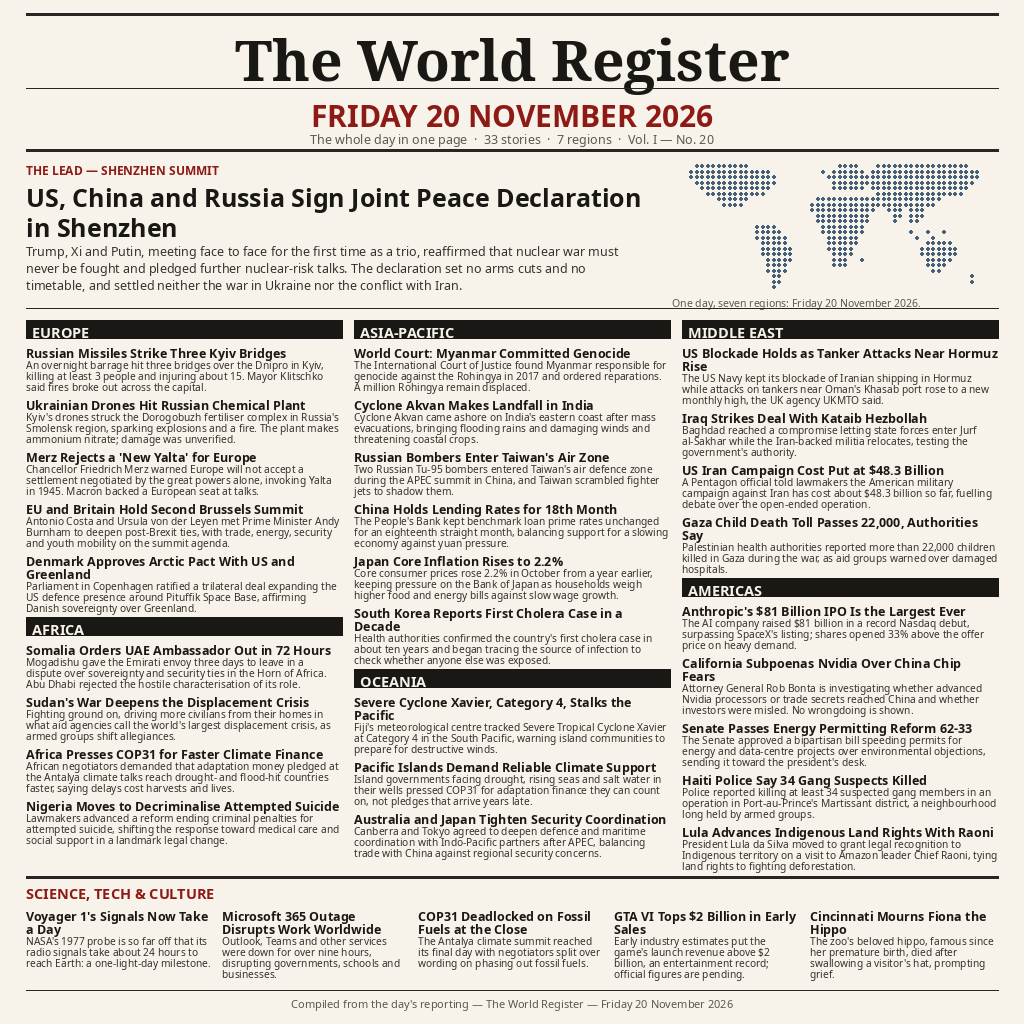 The World Register
FRIDAY 20 NOVEMBER 2026
The whole day in one page · 33 stories · 7 regions · Vol. I — No. 20
THE LEAD — SHENZHEN SUMMIT
US, China and Russia Sign Joint Peace Declaration
in Shenzhen
Trump, Xi and Putin, meeting face to face for the first time as a trio, reaffirmed that nuclear war must
never be fought and pledged further nuclear-risk talks. The declaration set no arms cuts and no
timetable, and settled neither the war in Ukraine nor the conflict with Iran.
One day, seven regions: Friday 20 November 2026.
EUROPE
Russian Missiles Strike Three Kyiv Bridges
An overnight barrage hit three bridges over the Dnipro in Kyiv,
killing at least 3 people and injuring about 15. Mayor Klitschko
said fires broke out across the capital.
Ukrainian Drones Hit Russian Chemical Plant
Kyiv's drones struck the Dorogobuzh fertiliser complex in Russia's
Smolensk region, sparking explosions and a fire. The plant makes
ammonium nitrate; damage was unverified.
Merz Rejects a 'New Yalta' for Europe
Chancellor Friedrich Merz warned Europe will not accept a
settlement negotiated by the great powers alone, invoking Yalta
in 1945. Macron backed a European seat at talks.
EU and Britain Hold Second Brussels Summit
Antonio Costa and Ursula von der Leyen met Prime Minister Andy
Burnham to deepen post-Brexit ties, with trade, energy, security
and youth mobility on the summit agenda.
Denmark Approves Arctic Pact With US and
Greenland
Parliament in Copenhagen ratified a trilateral deal expanding the
US defence presence around Pituffik Space Base, affirming
Danish sovereignty over Greenland.
AFRICA
Somalia Orders UAE Ambassador Out in 72 Hours
Mogadishu gave the Emirati envoy three days to leave in a
dispute over sovereignty and security ties in the Horn of Africa.
Abu Dhabi rejected the hostile characterisation of its role.
Sudan's War Deepens the Displacement Crisis
Fighting ground on, driving more civilians from their homes in
what aid agencies call the world's largest displacement crisis, as
armed groups shift allegiances.
Africa Presses COP31 for Faster Climate Finance
African negotiators demanded that adaptation money pledged at
the Antalya climate talks reach drought- and flood-hit countries
faster, saying delays cost harvests and lives.
Nigeria Moves to Decriminalise Attempted Suicide
Lawmakers advanced a reform ending criminal penalties for
attempted suicide, shifting the response toward medical care and
social support in a landmark legal change.
ASIA-PACIFIC
World Court: Myanmar Committed Genocide
The International Court of Justice found Myanmar responsible for
genocide against the Rohingya in 2017 and ordered reparations.
A million Rohingya remain displaced.
Cyclone Akvan Makes Landfall in India
Cyclone Akvan came ashore on India's eastern coast after mass
evacuations, bringing flooding rains and damaging winds and
threatening coastal crops.
Russian Bombers Enter Taiwan's Air Zone
Two Russian Tu-95 bombers entered Taiwan's air defence zone
during the APEC summit in China, and Taiwan scrambled fighter
jets to shadow them.
China Holds Lending Rates for 18th Month
The People's Bank kept benchmark loan prime rates unchanged
for an eighteenth straight month, balancing support for a slowing
economy against yuan pressure.
Japan Core Inflation Rises to 2.2%
Core consumer prices rose 2.2% in October from a year earlier,
keeping pressure on the Bank of Japan as households weigh
higher food and energy bills against slow wage growth.
South Korea Reports First Cholera Case in a
Decade
Health authorities confirmed the country's first cholera case in
about ten years and began tracing the source of infection to
check whether anyone else was exposed.
OCEANIA
Severe Cyclone Xavier, Category 4, Stalks the
Pacific
Fiji's meteorological centre tracked Severe Tropical Cyclone Xavier
at Category 4 in the South Pacific, warning island communities to
prepare for destructive winds.
Pacific Islands Demand Reliable Climate Support
Island governments facing drought, rising seas and salt water in
their wells pressed COP31 for adaptation finance they can count
on, not pledges that arrive years late.
Australia and Japan Tighten Security Coordination
Canberra and Tokyo agreed to deepen defence and maritime
coordination with Indo-Pacific partners after APEC, balancing
trade with China against regional security concerns.
MIDDLE EAST
US Blockade Holds as Tanker Attacks Near Hormuz
Rise
The US Navy kept its blockade of Iranian shipping in Hormuz
while attacks on tankers near Oman's Khasab port rose to a new
monthly high, the UK agency UKMTO said.
Iraq Strikes Deal With Kataib Hezbollah
Baghdad reached a compromise letting state forces enter Jurf
al-Sakhar while the Iran-backed militia relocates, testing the
government's authority.
US Iran Campaign Cost Put at $48.3 Billion
A Pentagon official told lawmakers the American military
campaign against Iran has cost about $48.3 billion so far, fuelling
debate over the open-ended operation.
Gaza Child Death Toll Passes 22,000, Authorities
Say
Palestinian health authorities reported more than 22,000 children
killed in Gaza during the war, as aid groups warned over damaged
hospitals.
AMERICAS
Anthropic's $81 Billion IPO Is the Largest Ever
The AI company raised $81 billion in a record Nasdaq debut,
surpassing SpaceX's listing; shares opened 33% above the offer
price on heavy demand.
California Subpoenas Nvidia Over China Chip
Fears
Attorney General Rob Bonta is investigating whether advanced
Nvidia processors or trade secrets reached China and whether
investors were misled. No wrongdoing is shown.
Senate Passes Energy Permitting Reform 62-33
The Senate approved a bipartisan bill speeding permits for
energy and data-centre projects over environmental objections,
sending it toward the president's desk.
Haiti Police Say 34 Gang Suspects Killed
Police reported killing at least 34 suspected gang members in an
operation in Port-au-Prince's Martissant district, a neighbourhood
long held by armed groups.
Lula Advances Indigenous Land Rights With Raoni
President Lula da Silva moved to grant legal recognition to
Indigenous territory on a visit to Amazon leader Chief Raoni, tying
land rights to fighting deforestation.
SCIENCE, TECH & CULTURE
Voyager 1's Signals Now Take
a Day
NASA's 1977 probe is so far off that its
radio signals take about 24 hours to
reach Earth: a one-light-day milestone.
Microsoft 365 Outage
Disrupts Work Worldwide
Outlook, Teams and other services
were down for over nine hours,
disrupting governments, schools and
businesses.
COP31 Deadlocked on Fossil
Fuels at the Close
The Antalya climate summit reached
its final day with negotiators split over
wording on phasing out fossil fuels.
GTA VI Tops $2 Billion in Early
Sales
Early industry estimates put the
game's launch revenue above $2
billion, an entertainment record;
official figures are pending.
Cincinnati Mourns Fiona the
Hippo
The zoo's beloved hippo, famous since
her premature birth, died after
swallowing a visitor's hat, prompting
grief.
Compiled from the day's reporting — The World Register — Friday 20 November 2026